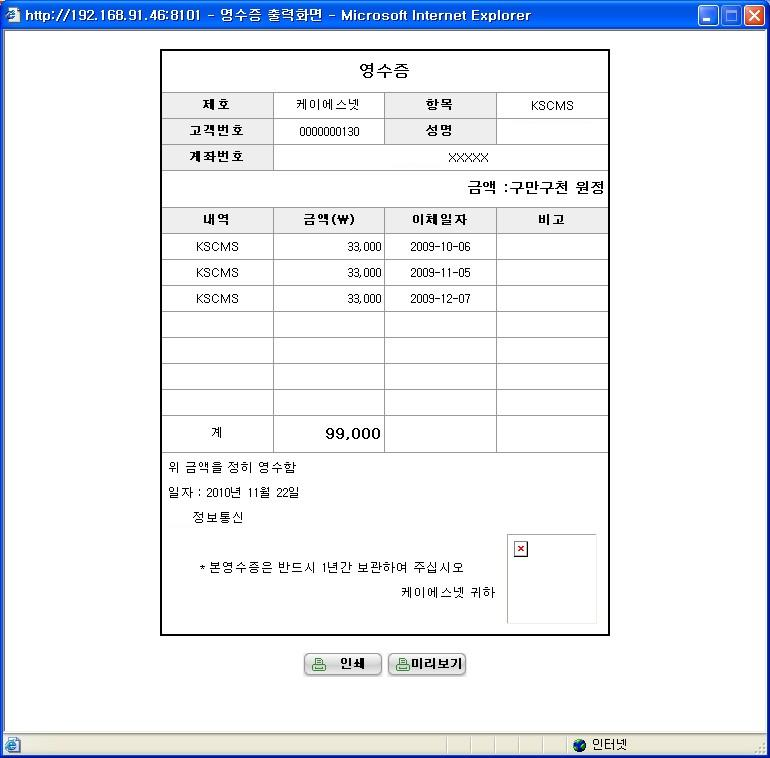 http://192.168.91.46:8101 - 영수증 출력화면 - Microsoft Internet Explorer
영수증
제호 케이에스넷 항목 KSCMS
고객번호 0000000130 성명
계좌번호 XXXXX
금액 :구만구천 원정
내역 금액(₩) 이체일자 비고
KSCMS 33,000 2009-10-06
KSCMS 33,000 2009-11-05
KSCMS 33,000 2009-12-07
계 99,000
위 금액을 정히 영수함
일자 : 2010년 11월 22일
정보통신
* 본영수증은 반드시 1년간 보관하여 주십시오
케이에스넷 귀하
인쇄 미리보기
인터넷